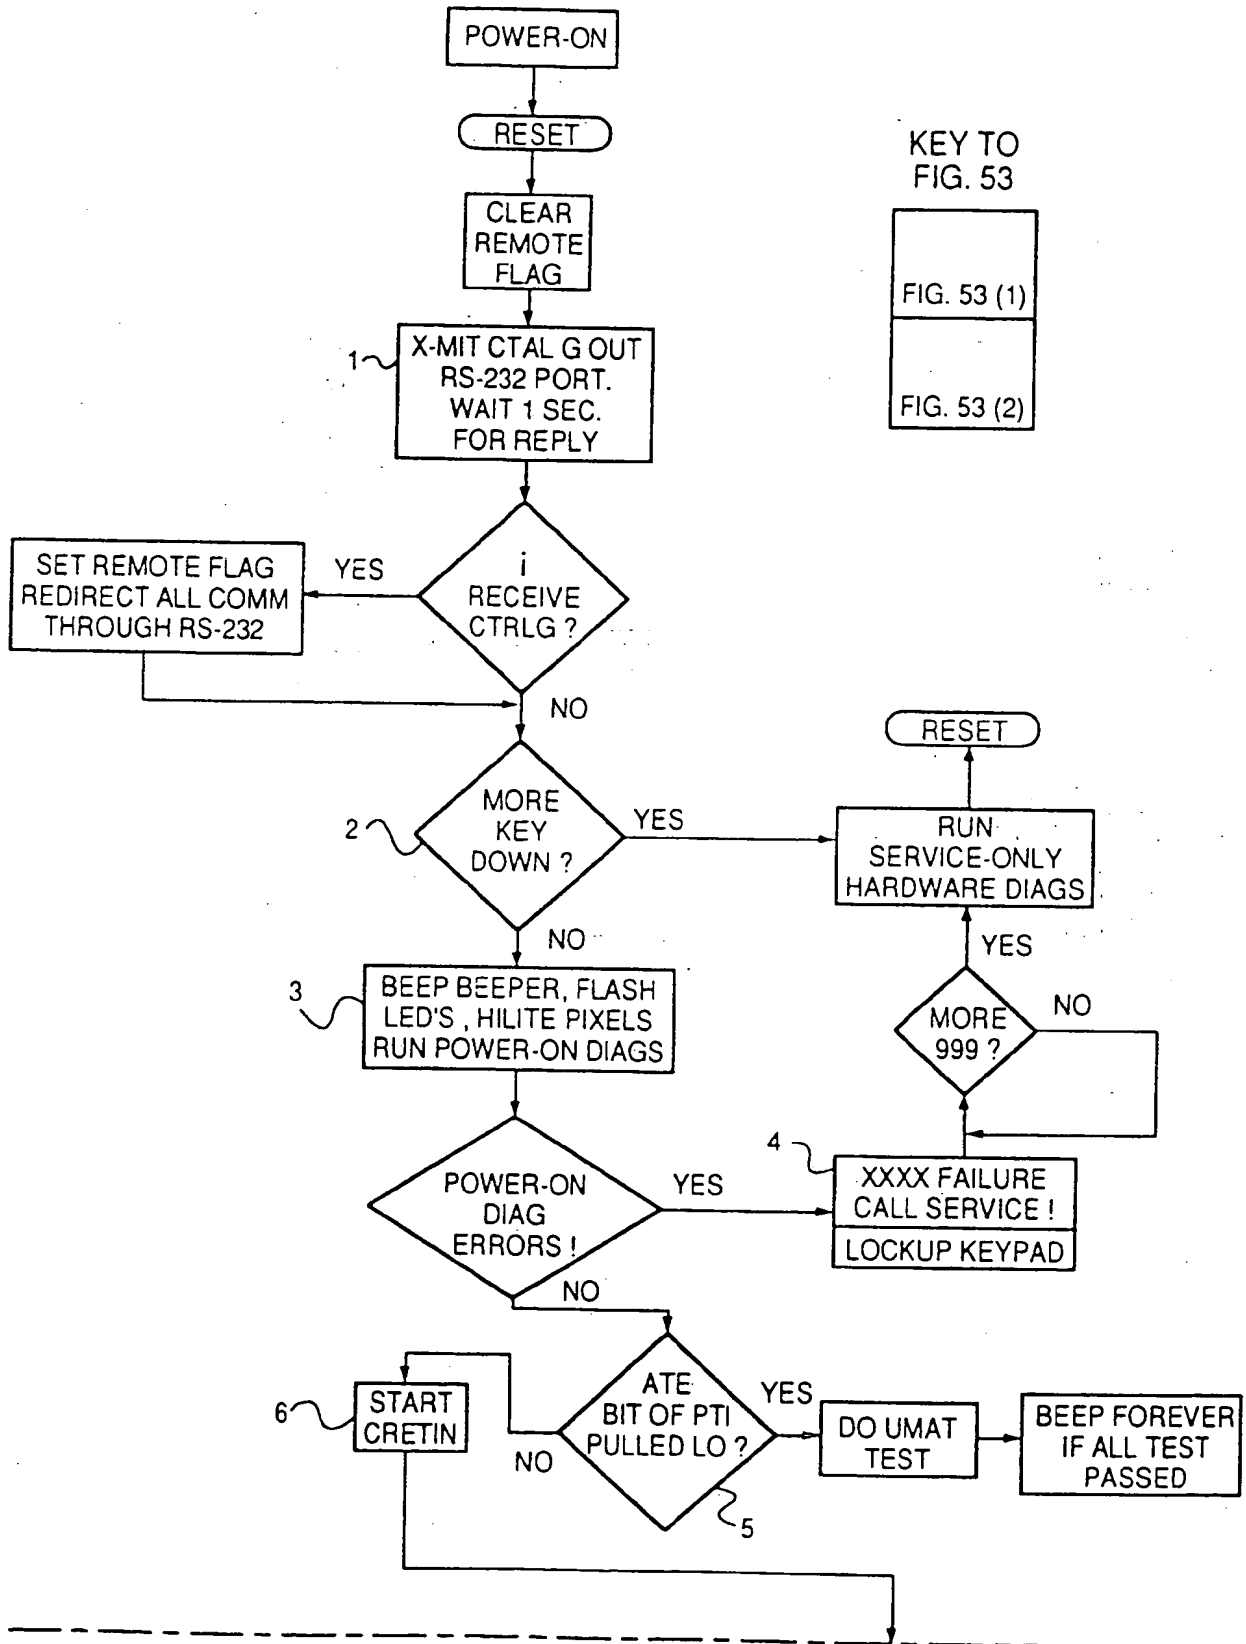 POWER-ON
RESET
KEY TO
FIG. 53
FIG. 53 (1)
FIG. 53 (2)
CLEAR
REMOTE
FLAG
1
X-MIT CTAL G OUT
RS-232 PORT.
WAIT 1 SEC.
FOR REPLY
i
RECEIVE
CTRLG ?
YES
SET REMOTE FLAG
REDIRECT ALL COMM
THROUGH RS-232
NO
2
MORE
KEY
DOWN ?
YES
RESET
RUN
SERVICE-ONLY
HARDWARE DIAGS
NO
YES
3
BEEP BEEPER, FLASH
LED'S , HILITE PIXELS
RUN POWER-ON DIAGS
MORE
999 ?
NO
POWER-ON
DIAG
ERRORS !
YES
4
XXXX FAILURE
CALL SERVICE !
LOCKUP KEYPAD
NO
6
START
CRETIN
NO
ATE
BIT OF PTI
PULLED LO ?
5
YES
DO UMAT
TEST
BEEP FOREVER
IF ALL TEST
PASSED